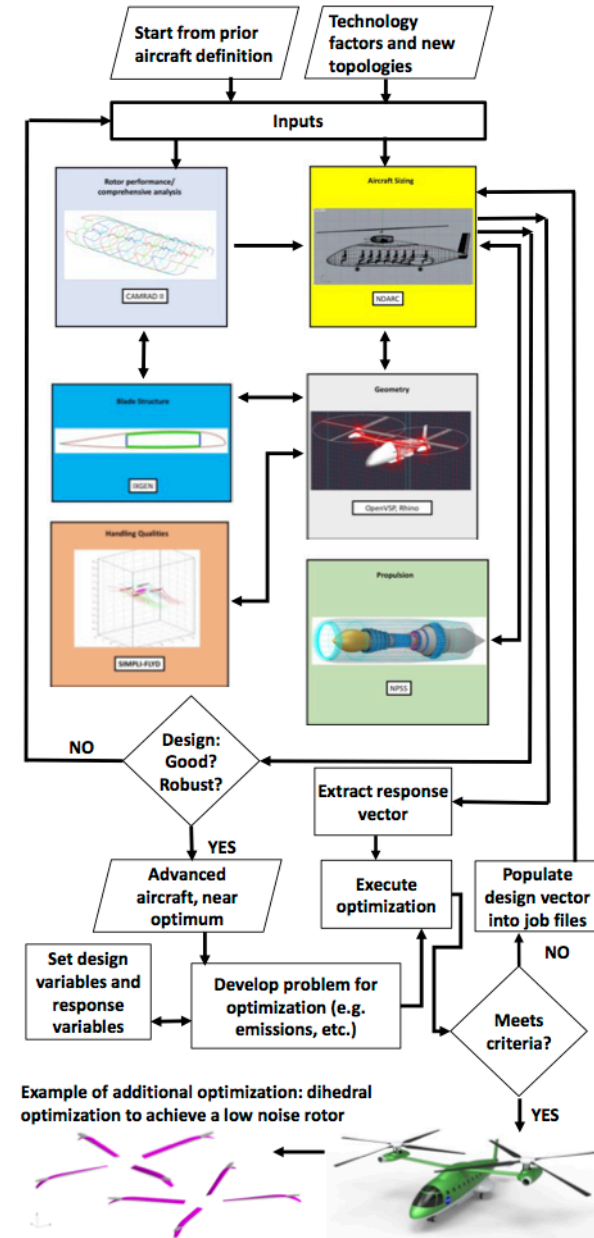 Start from prior
aircraft definition
Technology
factors and new
topologies
Inputs
Rotor performance/
comprehensive analysis
CAMRAD II
Aircraft Sizing
NDARC
Blade Structure
IXGEN
Geometry
OpenVSP, Rhino
Handling Qualities
SIMPLI-FLYD
Propulsion
NPSS
NO
Design:
Good?
Robust?
YES
Extract response
vector
Advanced
aircraft, near
optimum
Execute
optimization
Populate
design vector
into job files
NO
Set design
variables and
response
variables
Develop problem for
optimization (e.g.
emissions, etc.)
Meets
criteria?
YES
Example of additional optimization: dihedral
optimization to achieve a low noise rotor